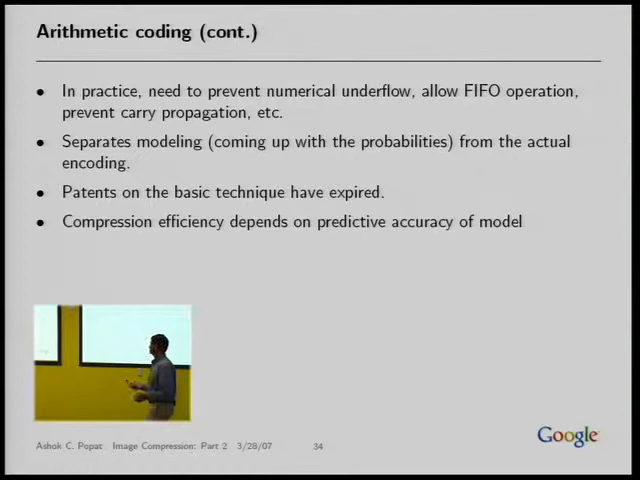 Arithmetic coding (cont.)
• In practice, need to prevent numerical underflow, allow FIFO operation,
prevent carry propagation, etc.
• Separates modeling (coming up with the probabilities) from the actual
encoding.
• Patents on the basic technique have expired.
• Compression efficiency depends on predictive accuracy of model
Ashok C. Popat Image Compression: Part 2 3/28/07 34
Google